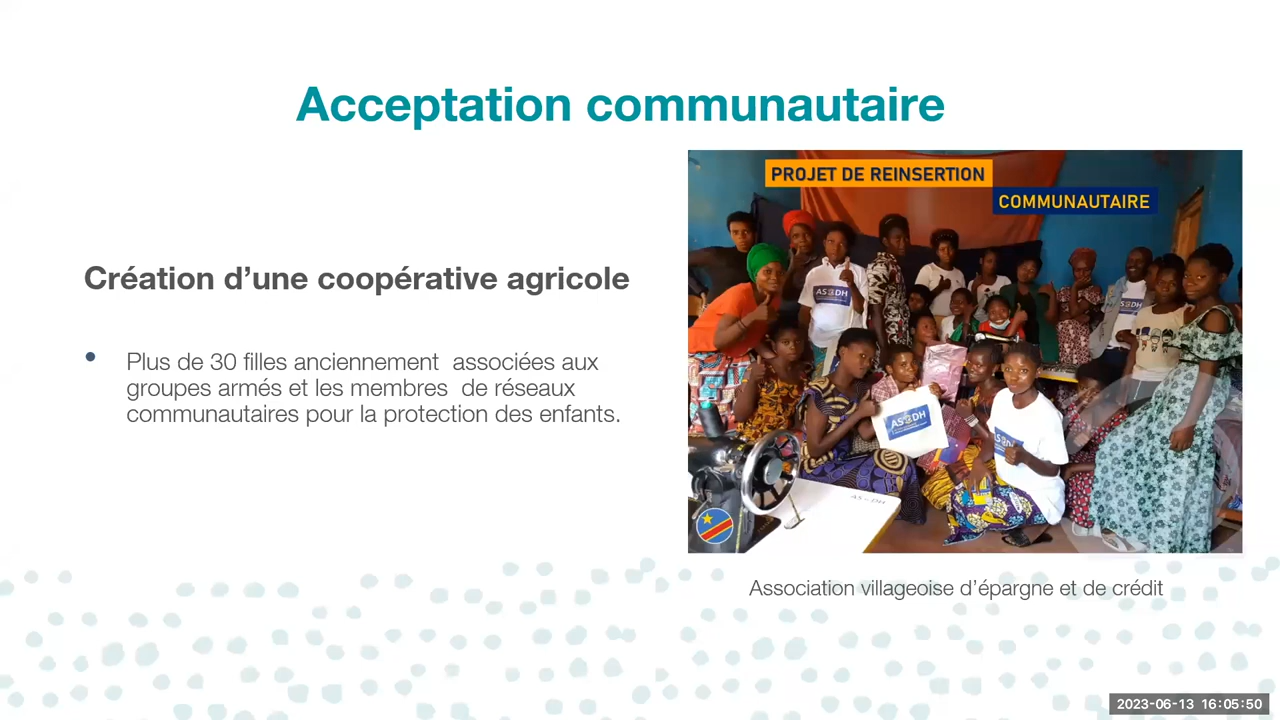 Acceptation communautaire
PROJET DE REINSERTION
COMMUNAUTAIRE
Création d’une coopérative agricole
Plus de 30 filles anciennement associées aux
groupes armés et les membres de réseaux
communautaires pour la protection des enfants.
Association villageoise d’épargne et de crédit
2023-06-13 16:05:50